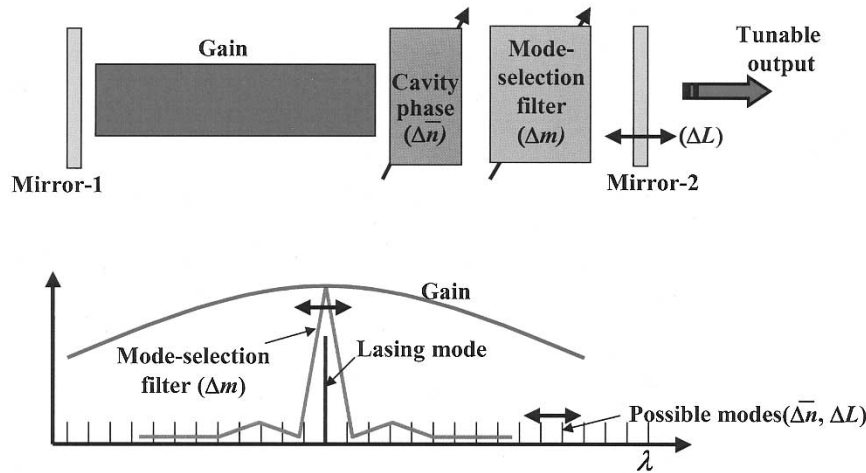 Gain
Cavity
phase
(Δn̅)
Mode-
selection
filter
(Δm)
Tunable
output
(ΔL)
Mirror-1
Mirror-2
Gain
Mode-selection
filter (Δm)
Lasing mode
Possible modes(Δn̅, ΔL)
λ